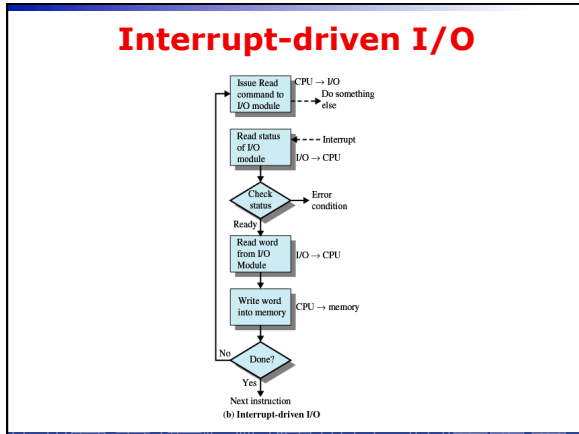 Interrupt-driven I/O
Issue Read
command to
I/O module
CPU → I/O
Do something
else
Read status
of I/O
module
Interrupt
I/O → CPU
Check
status
Error
condition
Ready
Read word
from I/O
Module
I/O → CPU
Write word
into memory
CPU → memory
No
Done?
Yes
Next instruction
(b) Interrupt-driven I/O